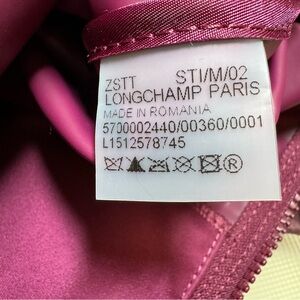 ZSTT STI/M/02
LONGCHAMP PARIS
MADE IN ROMANIA
5700002440/00360/0001
L1512578745
®